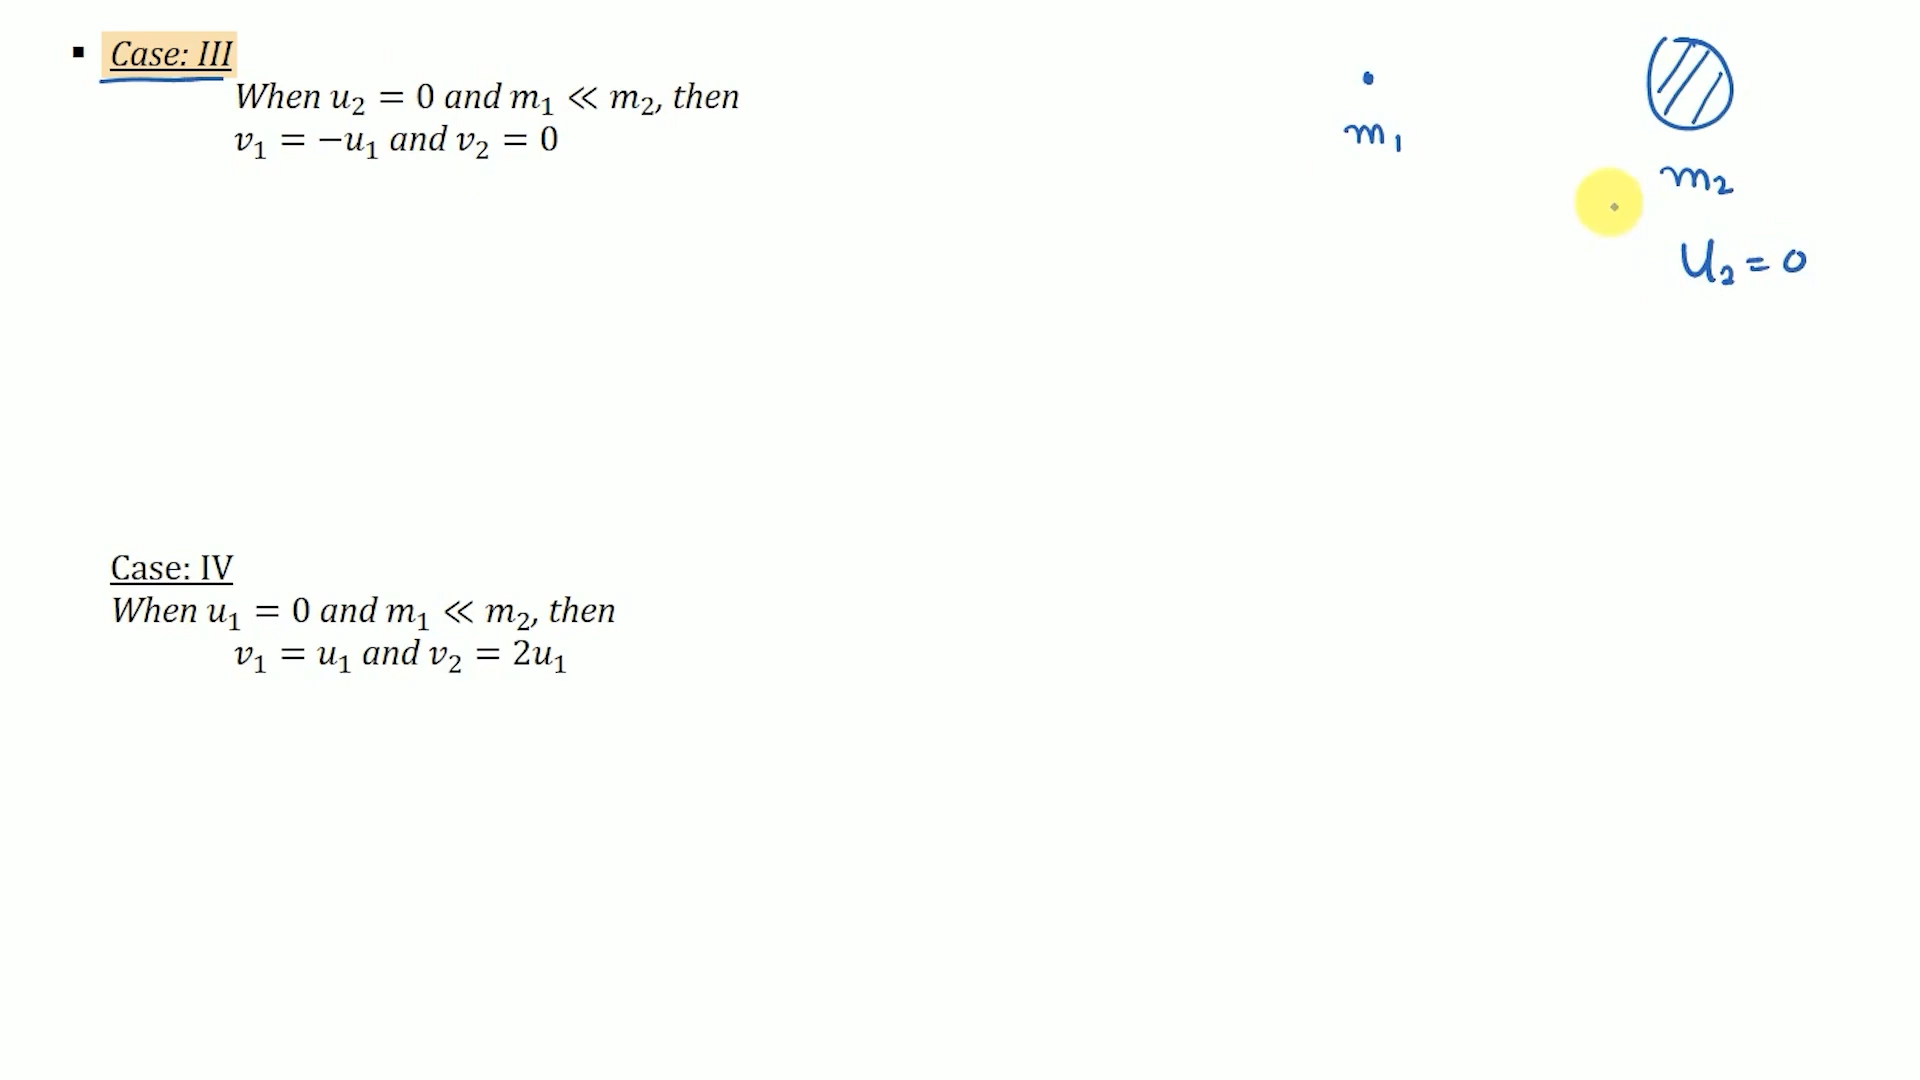 ▪ Case: III
When u₂ = 0 and m₁ ≪ m₂, then
v₁ = −u₁ and v₂ = 0
m₁
m₂
U₂ = 0
Case: IV
When u₁ = 0 and m₁ ≪ m₂, then
v₁ = u₁ and v₂ = 2u₁